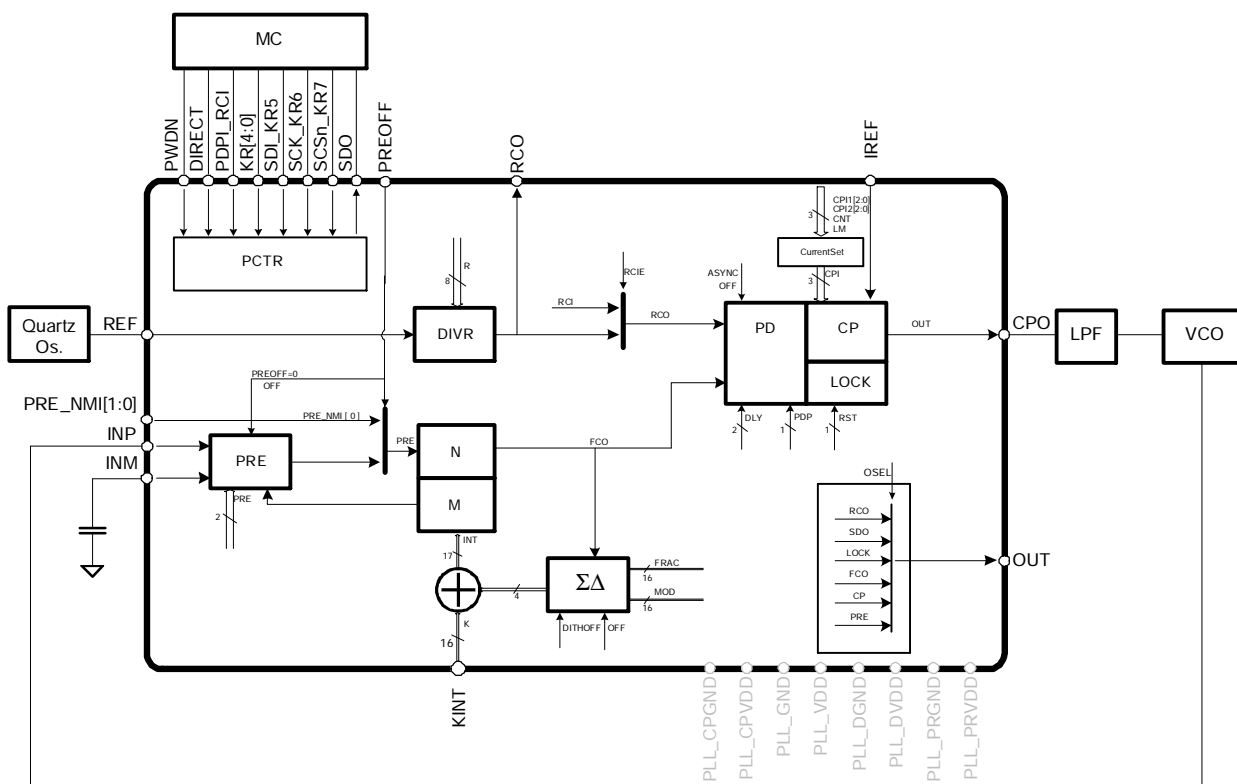 MC
PWDN
DIRECT
PDPI_RCI
KR[4:0]
SDI_KR5
SCK_KR6
SCSn_KR7
SDO
PREOFF
RCO
IREF
PCTR
CPI1[2:0]
CPI2[2:0]
CNT
LM
3
CurrentSet
3
CPI
R
8
RCIE
ASYNC
OFF
RCI
Quartz
Os.
REF
DIVR
RCO
PD
CP
OUT
CPO
LPF
VCO
LOCK
PREOFF=0
OFF
PRE_NMI[1:0]
PRE_NMI [ 0 ]
DLY
PDP
RST
2
1
1
INP
PRE
PRE
N
FCO
INM
M
PRE
2
OSEL
RCO
SDO
LOCK
FCO
CP
PRE
OUT
INT
17
ΣΔ
FRAC
16
MOD
16
4
K
16
DITHOFF
OFF
KINT
PLL_CPGND
PLL_CPVDD
PLL_GND
PLL_VDD
PLL_DGND
PLL_DVDD
PLL_PRGND
PLL_PRVDD